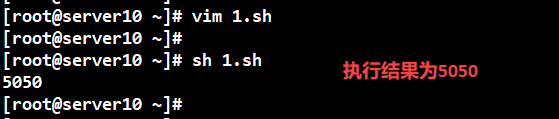 [root@server10 ~]# vim 1.sh
[root@server10 ~]#
[root@server10 ~]# sh 1.sh
执行结果为5050
5050
[root@server10 ~]#